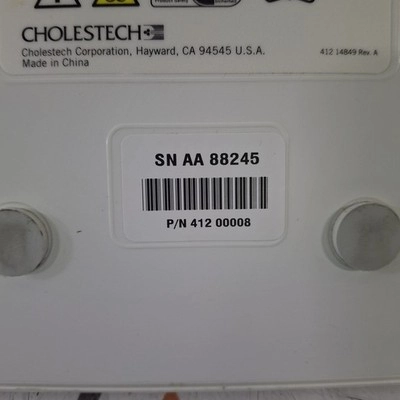 CHOLESTECH
Cholestech Corporation, Hayward, CA 94545 U.S.A.
Made in China
412 14849 Rev. A
SN AA 88245
P/N 412 00008